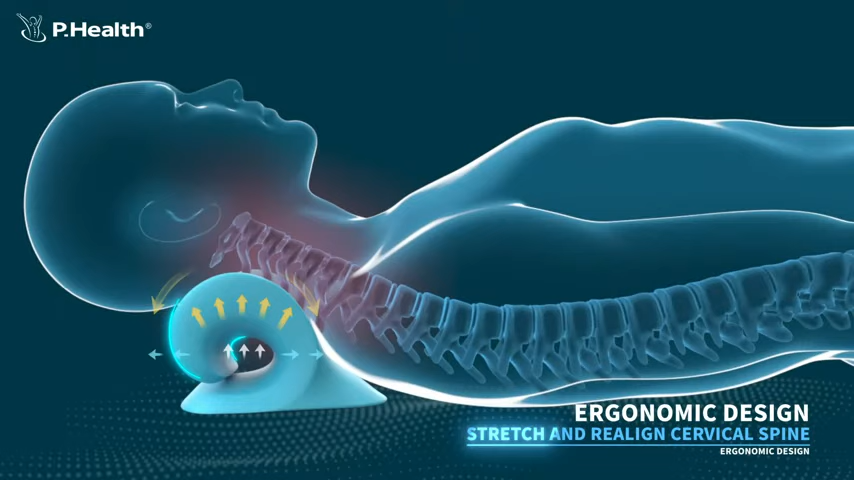 P.Health®
ERGONOMIC DESIGN
STRETCH AND REALIGN CERVICAL SPINE
ERGONOMIC DESIGN